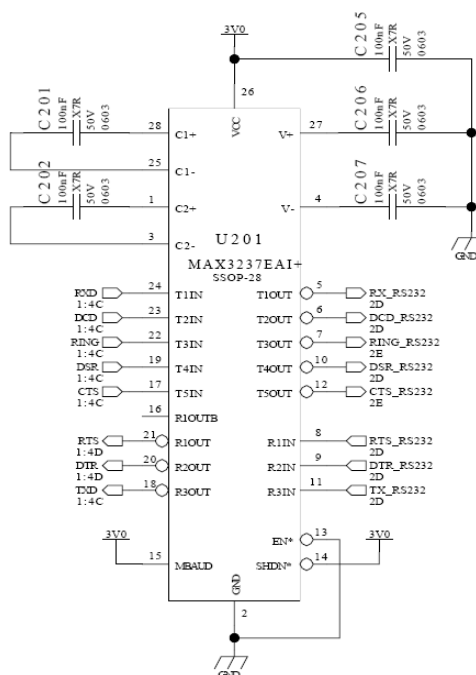 3V0
C205
100nF
X7R
50V
0603
26
VCC
C201
100nF
X7R
50V
0603
28
C1+
V+
27
C206
100nF
X7R
50V
0603
25
C1-
C202
100nF
X7R
50V
0603
1
C2+
V-
4
C207
100nF
X7R
50V
0603
3
C2-
U201
MAX3237EAI+
SSOP-28
GND
RXD
1:4C
24
T1IN
T1OUT
5
RX_RS232
2D
DCD
1:4C
23
T2IN
T2OUT
6
DCD_RS232
2D
RING
1:4C
22
T3IN
T3OUT
7
RING_RS232
2E
DSR
1:4C
19
T4IN
T4OUT
10
DSR_RS232
2D
CTS
1:4C
17
T5IN
T5OUT
12
CTS_RS232
2E
16
R1OUTB
RTS
1:4D
21
R1OUT
R1IN
8
RTS_RS232
2D
DTR
1:4D
20
R2OUT
R2IN
9
DTR_RS232
2D
TXD
1:4C
18
R3OUT
R3IN
11
TX_RS232
2D
EN*
13
3V0
15
MBAUD
SHDN*
14
3V0
GND
2
GND